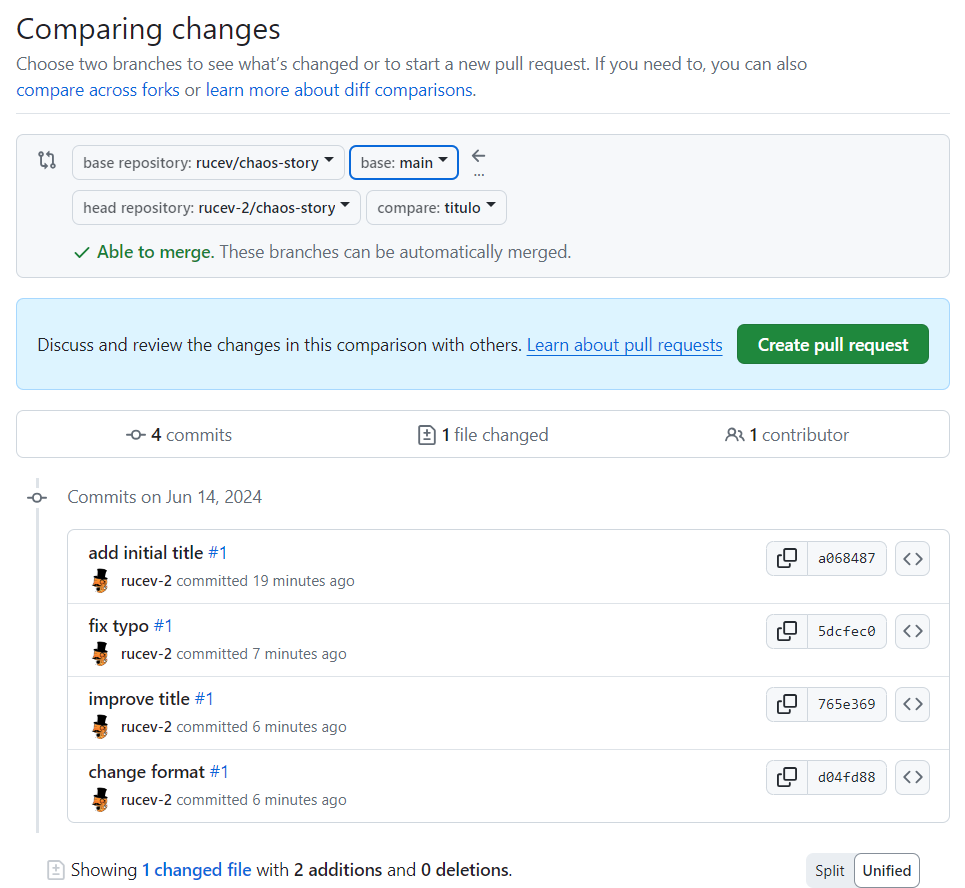 Comparing changes
Choose two branches to see what's changed or to start a new pull request. If you need to, you can also
compare across forks or learn more about diff comparisons.
base repository: rucev/chaos-story base: main
...
head repository: rucev-2/chaos-story compare: titulo
Able to merge. These branches can be automatically merged.
Discuss and review the changes in this comparison with others. Learn about pull requests Create pull request
4 commits 1 file changed 1 contributor
Commits on Jun 14, 2024
add initial title #1 a068487
rucev-2 committed 19 minutes ago
fix typo #1 5dcfec0
rucev-2 committed 7 minutes ago
improve title #1 765e369
rucev-2 committed 6 minutes ago
change format #1 d04fd88
rucev-2 committed 6 minutes ago
Showing 1 changed file with 2 additions and 0 deletions. Split Unified